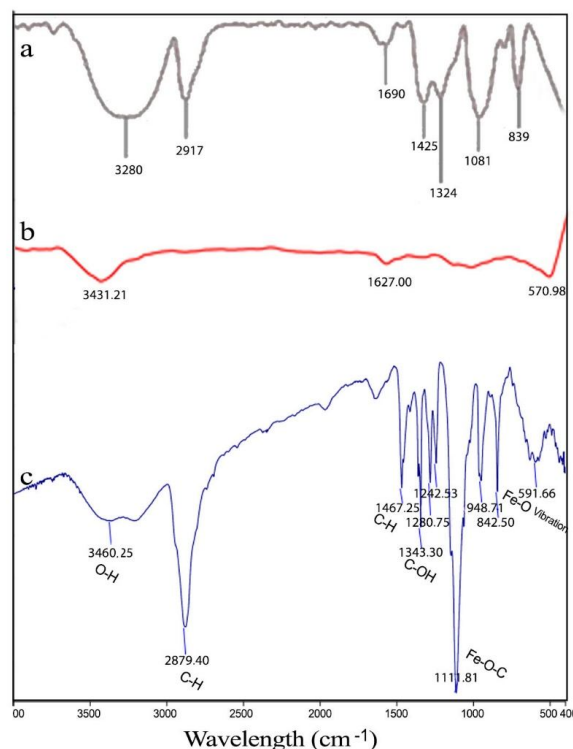 a
1690
2917
3280
1425
839
1081
1324
b
3431.21
1627.00
570.98
c
1242.53
591.66
1467.25
948.71
1280.75
842.50
Fe-O Vibration
C-H
3460.25
1343.30
O-H
C-OH
2879.40
Fe-O-C
1111.81
C-H
00 3500 3000 2500 2000 1500 1000 500 400
Wavelength (cm-1)